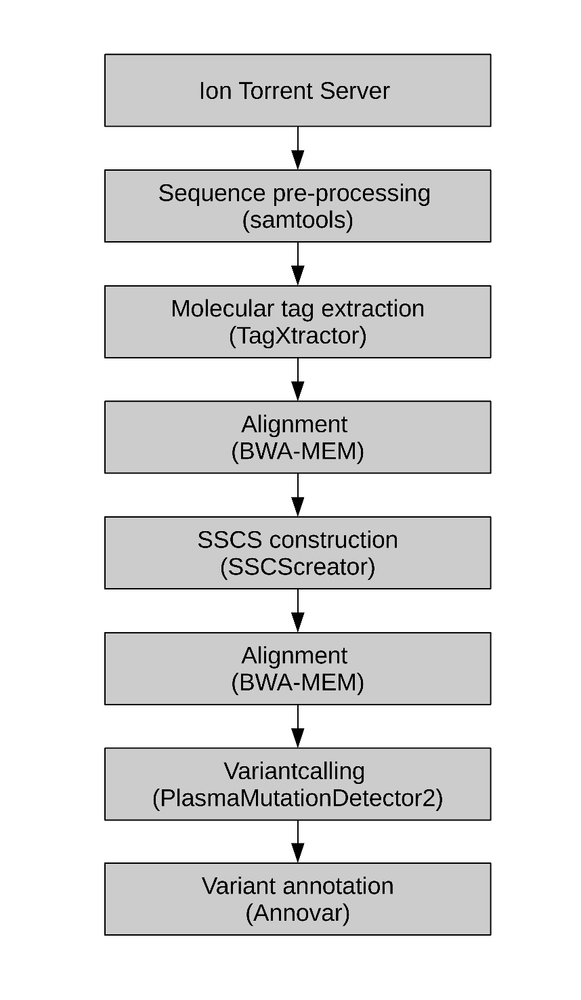 Ion Torrent Server
Sequence pre-processing
(samtools)
Molecular tag extraction
(TagXtractor)
Alignment
(BWA-MEM)
SSCS construction
(SSCScreator)
Alignment
(BWA-MEM)
Variantcalling
(PlasmaMutationDetector2)
Variant annotation
(Annovar)